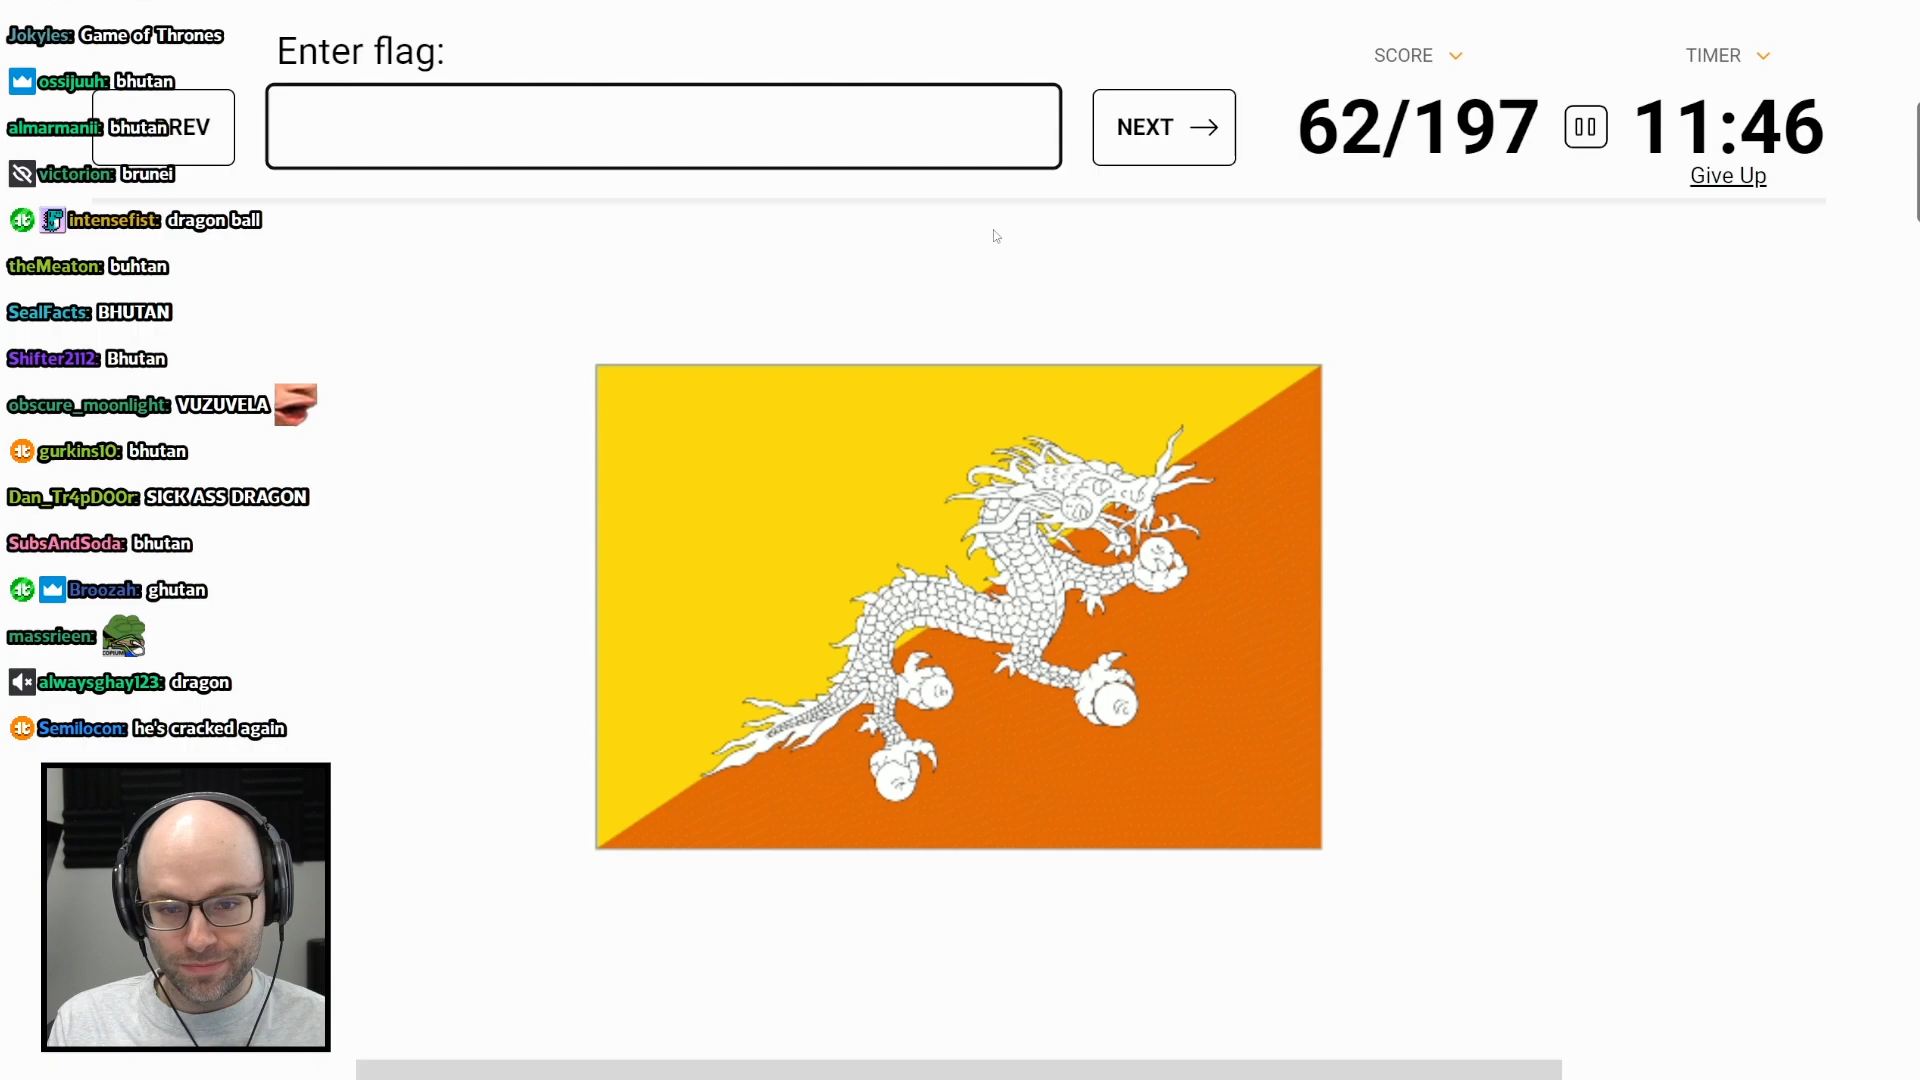 Jokyles: Game of Thrones
ossijuuh: bhutan
almarmanii: bhutan
victorion: brunei
intensefist: dragon ball
theMeaton: buhtan
SealFacts: BHUTAN
Shifter2112: Bhutan
obscure_moonlight: VUZUVELA
gurkins10: bhutan
Dan_Tr4pD00r: SICK ASS DRAGON
SubsAndSoda: bhutan
Broozah: ghutan
massrieen:
COPIUM
alwaysghay123: dragon
Semilocon: he's cracked again
Enter flag:
REV
NEXT →
SCORE
62/197
TIMER
11:46
Give Up